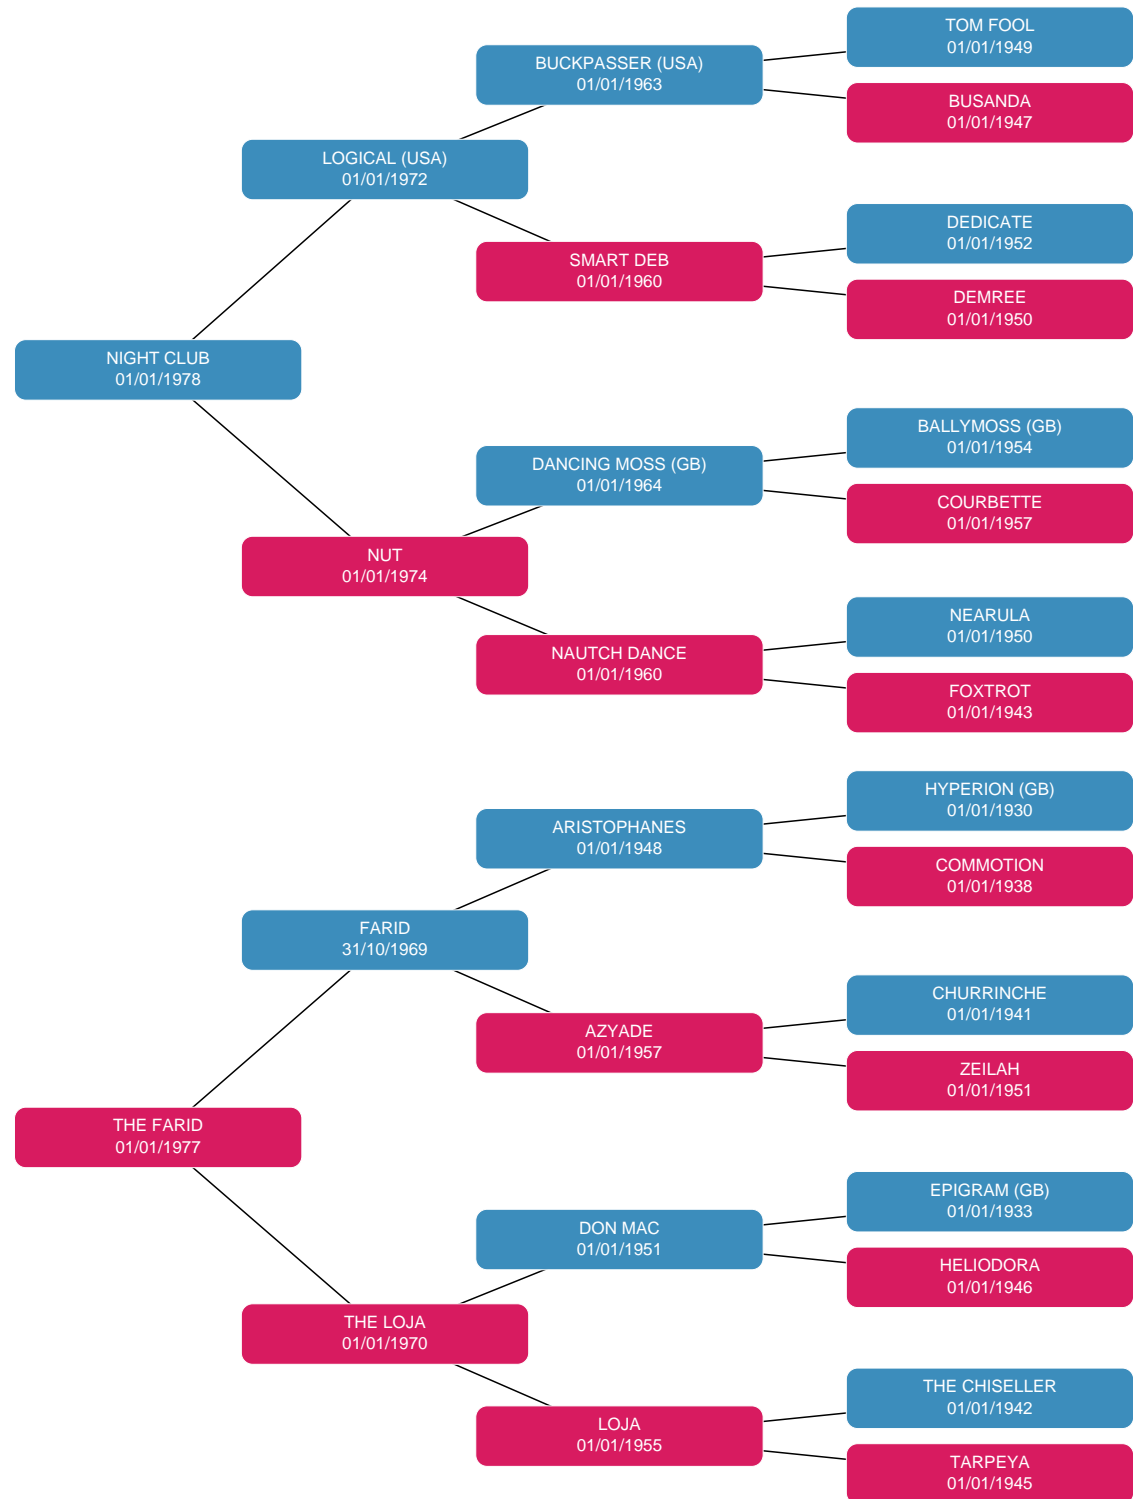 TOM FOOL
01/01/1949
BUCKPASSER (USA)
01/01/1963
BUSANDA
01/01/1947
LOGICAL (USA)
01/01/1972
DEDICATE
01/01/1952
SMART DEB
01/01/1960
DEMREE
01/01/1950
NIGHT CLUB
01/01/1978
BALLYMOSS (GB)
01/01/1954
DANCING MOSS (GB)
01/01/1964
COURBETTE
01/01/1957
NUT
01/01/1974
NEARULA
01/01/1950
NAUTCH DANCE
01/01/1960
FOXTROT
01/01/1943
HYPERION (GB)
01/01/1930
ARISTOPHANES
01/01/1948
COMMOTION
01/01/1938
FARID
31/10/1969
CHURRINCHE
01/01/1941
AZYADE
01/01/1957
ZEILAH
01/01/1951
THE FARID
01/01/1977
EPIGRAM (GB)
01/01/1933
DON MAC
01/01/1951
HELIODORA
01/01/1946
THE LOJA
01/01/1970
THE CHISELLER
01/01/1942
LOJA
01/01/1955
TARPEYA
01/01/1945